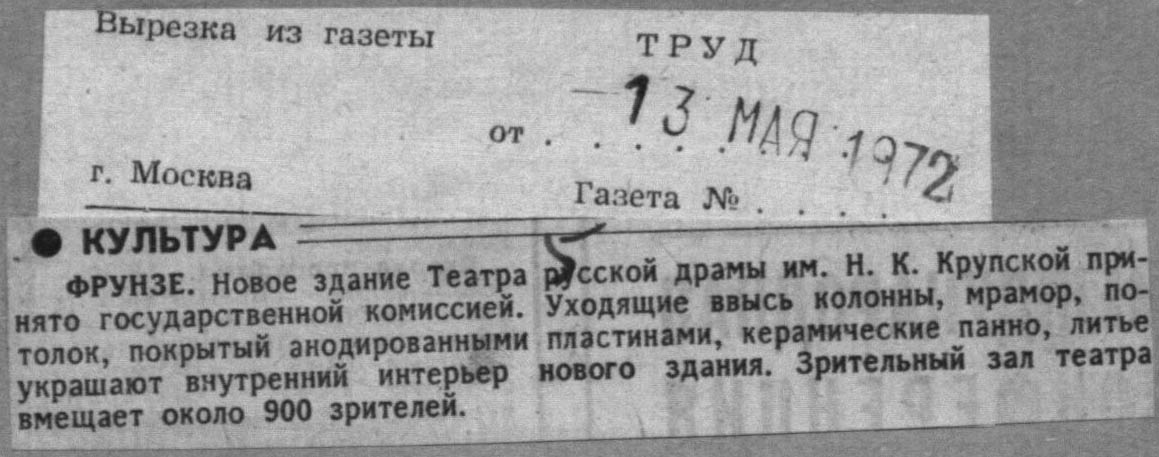 Вырезка из газеты
ТРУД
от . . . . . . . .
–13 МАЯ 1972
г. Москва
Газета № . . . .
● КУЛЬТУРА
ФРУНЗЕ. Новое здание Театра русской драмы им. Н. К. Крупской при-
нято государственной комиссией. Уходящие ввысь колонны, мрамор, по-
толок, покрытый анодированными пластинами, керамические панно, литье
украшают внутренний интерьер нового здания. Зрительный зал театра
вмещает около 900 зрителей.